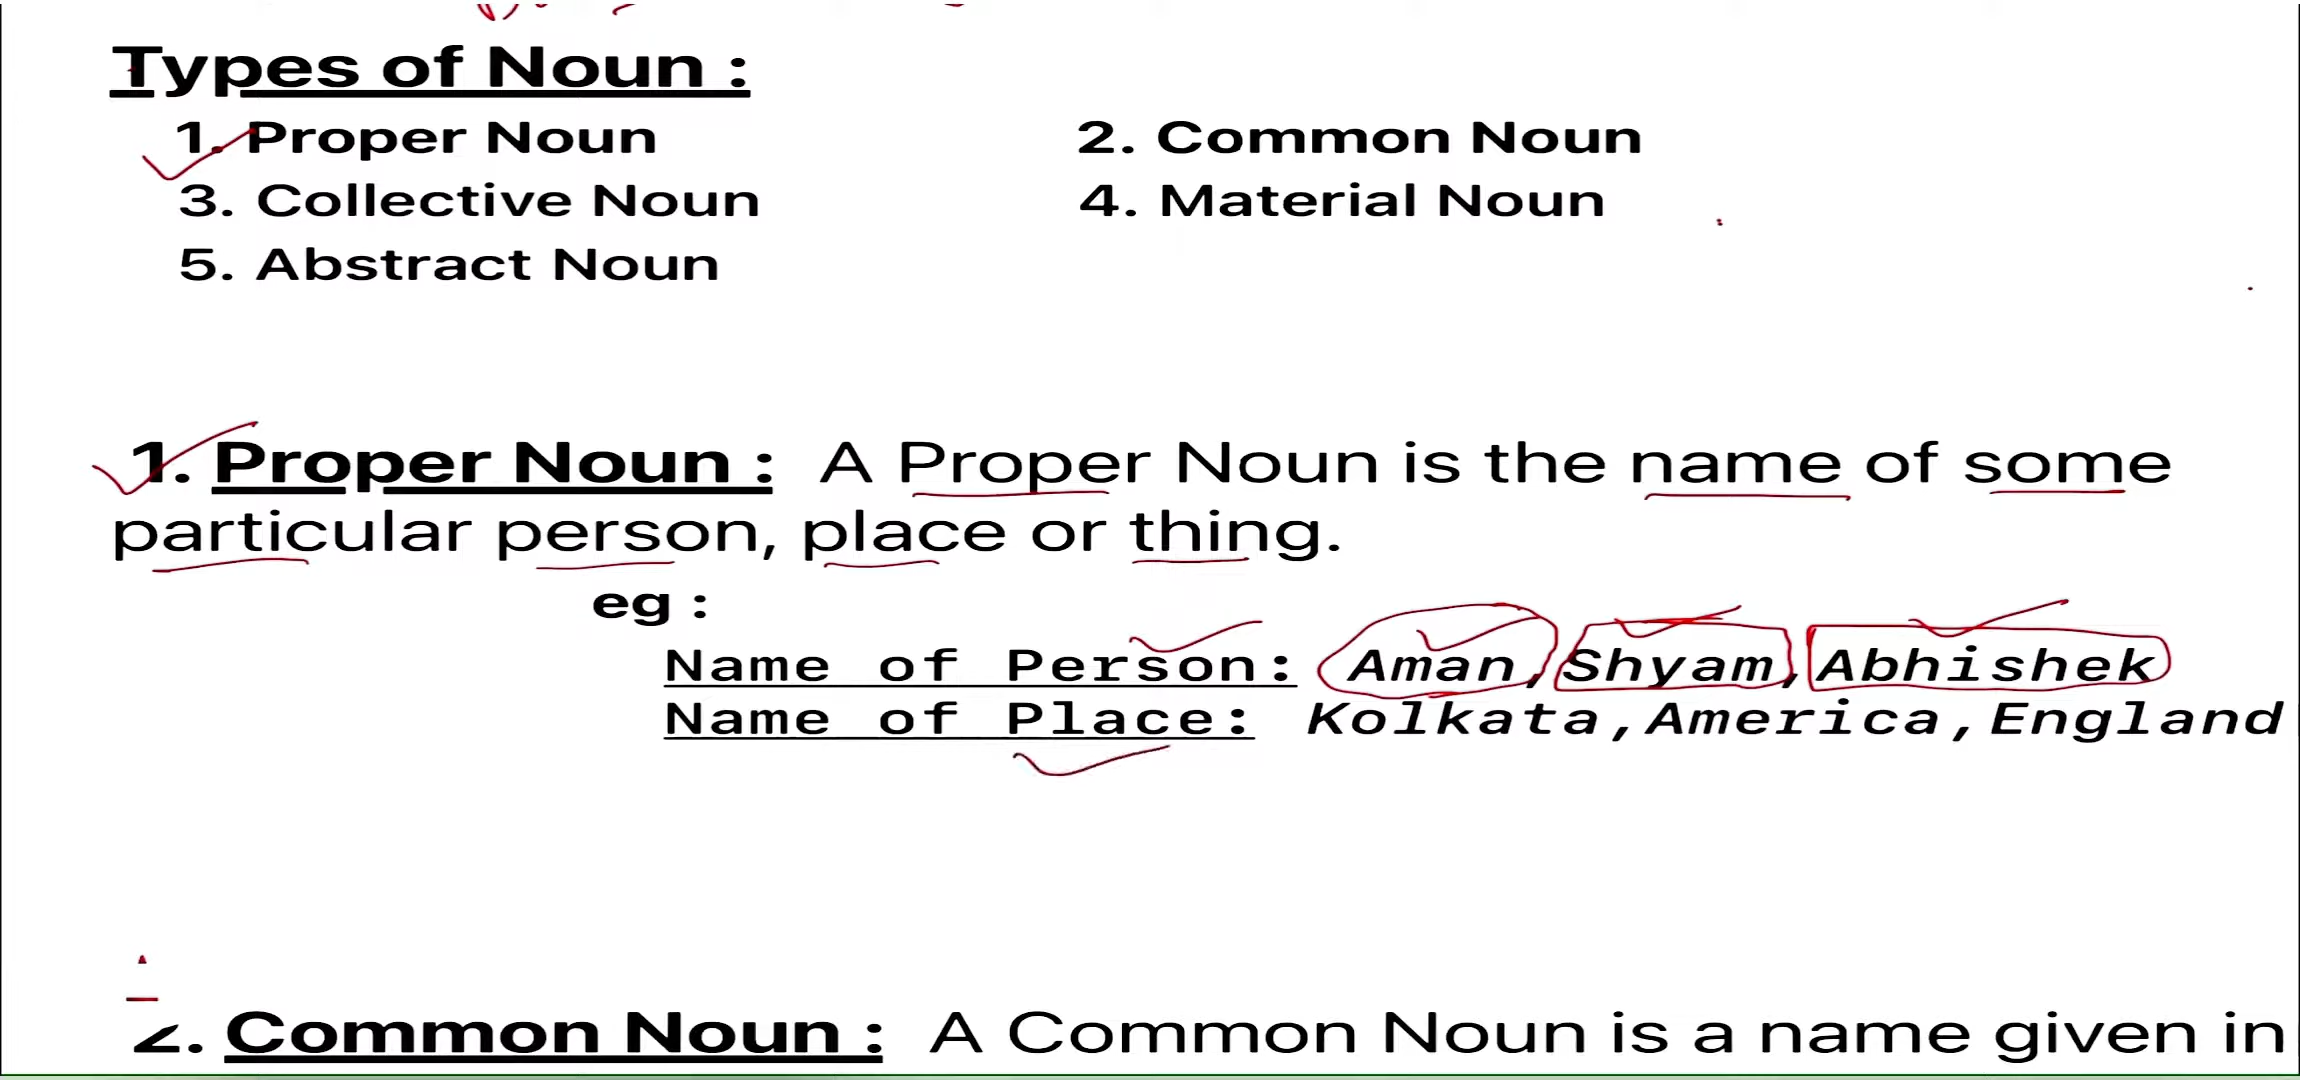 Types of Noun :
1. Proper Noun 2. Common Noun
3. Collective Noun 4. Material Noun
5. Abstract Noun
1. Proper Noun : A Proper Noun is the name of some
particular person, place or thing.
eg :
Name of Person: Aman, Shyam, Abhishek
Name of Place: Kolkata,America,England
2. Common Noun : A Common Noun is a name given in